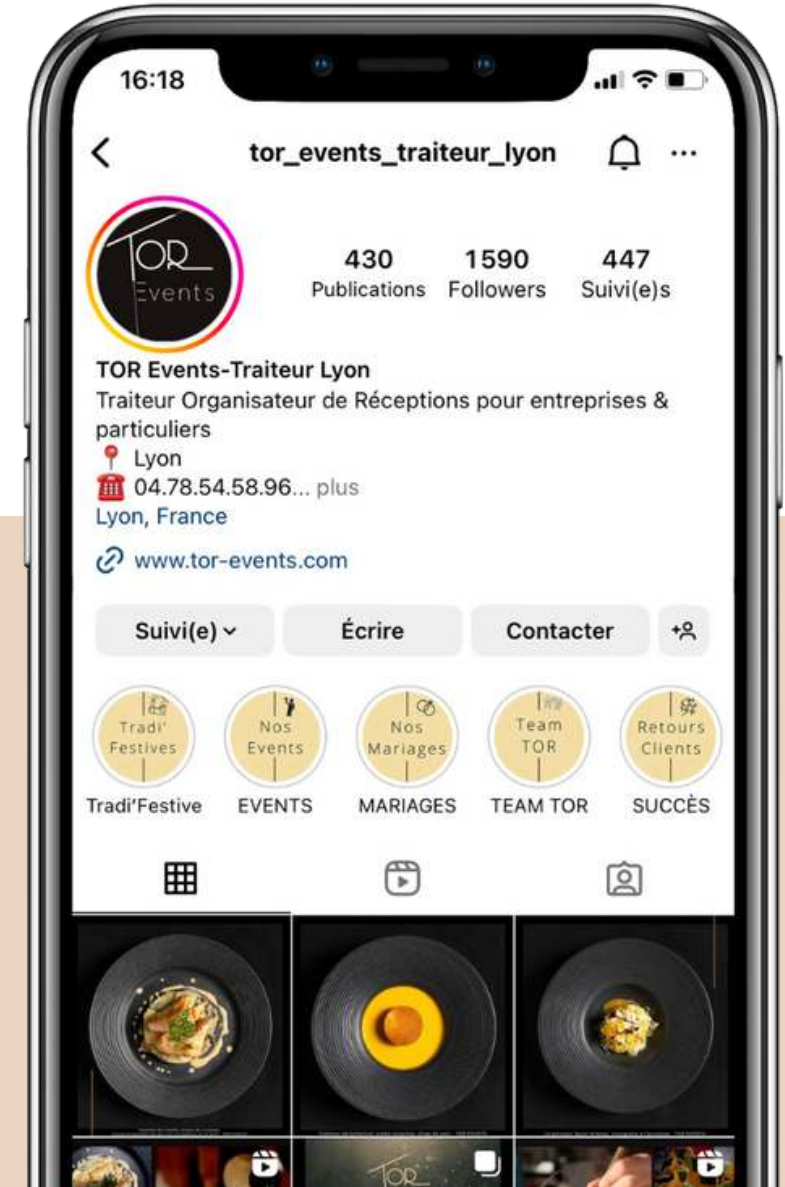 16:18
tor_events_traiteur_lyon
TOR
Events
430
1590
447
Publications
Followers
Suivi(e)s
TOR Events-Traiteur Lyon
Traiteur Organisateur de Réceptions pour entreprises &
particuliers
Lyon
04.78.54.58.96... plus
Lyon, France
www.tor-events.com
Suivi(e)
Écrire
Contacter
Tradi'
Festives
Nos
Events
Nos
Mariages
Team
TOR
Retours
Clients
Tradi'Festive
EVENTS
MARIAGES
TEAM TOR
SUCCÈS
TOR